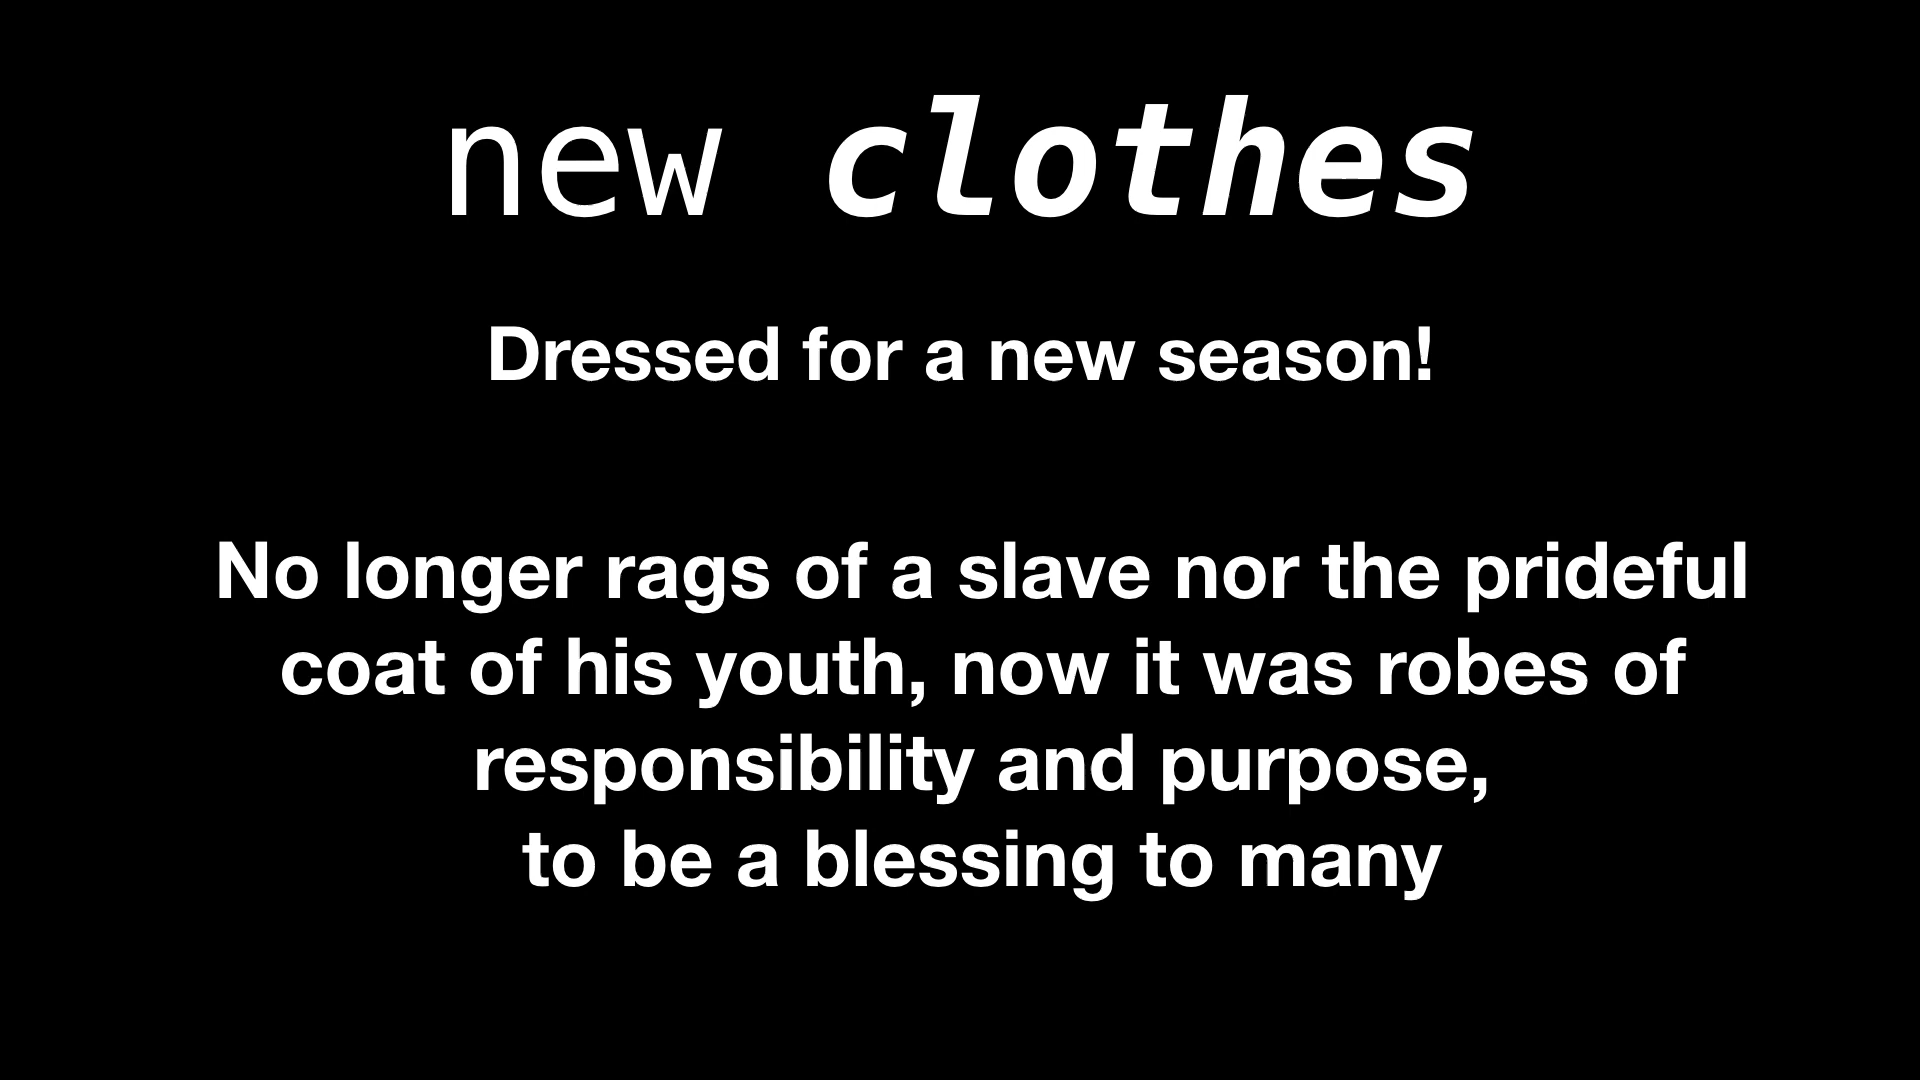 new clothes
Dressed for a new season!
No longer rags of a slave nor the prideful
coat of his youth, now it was robes of
responsibility and purpose,
to be a blessing to many